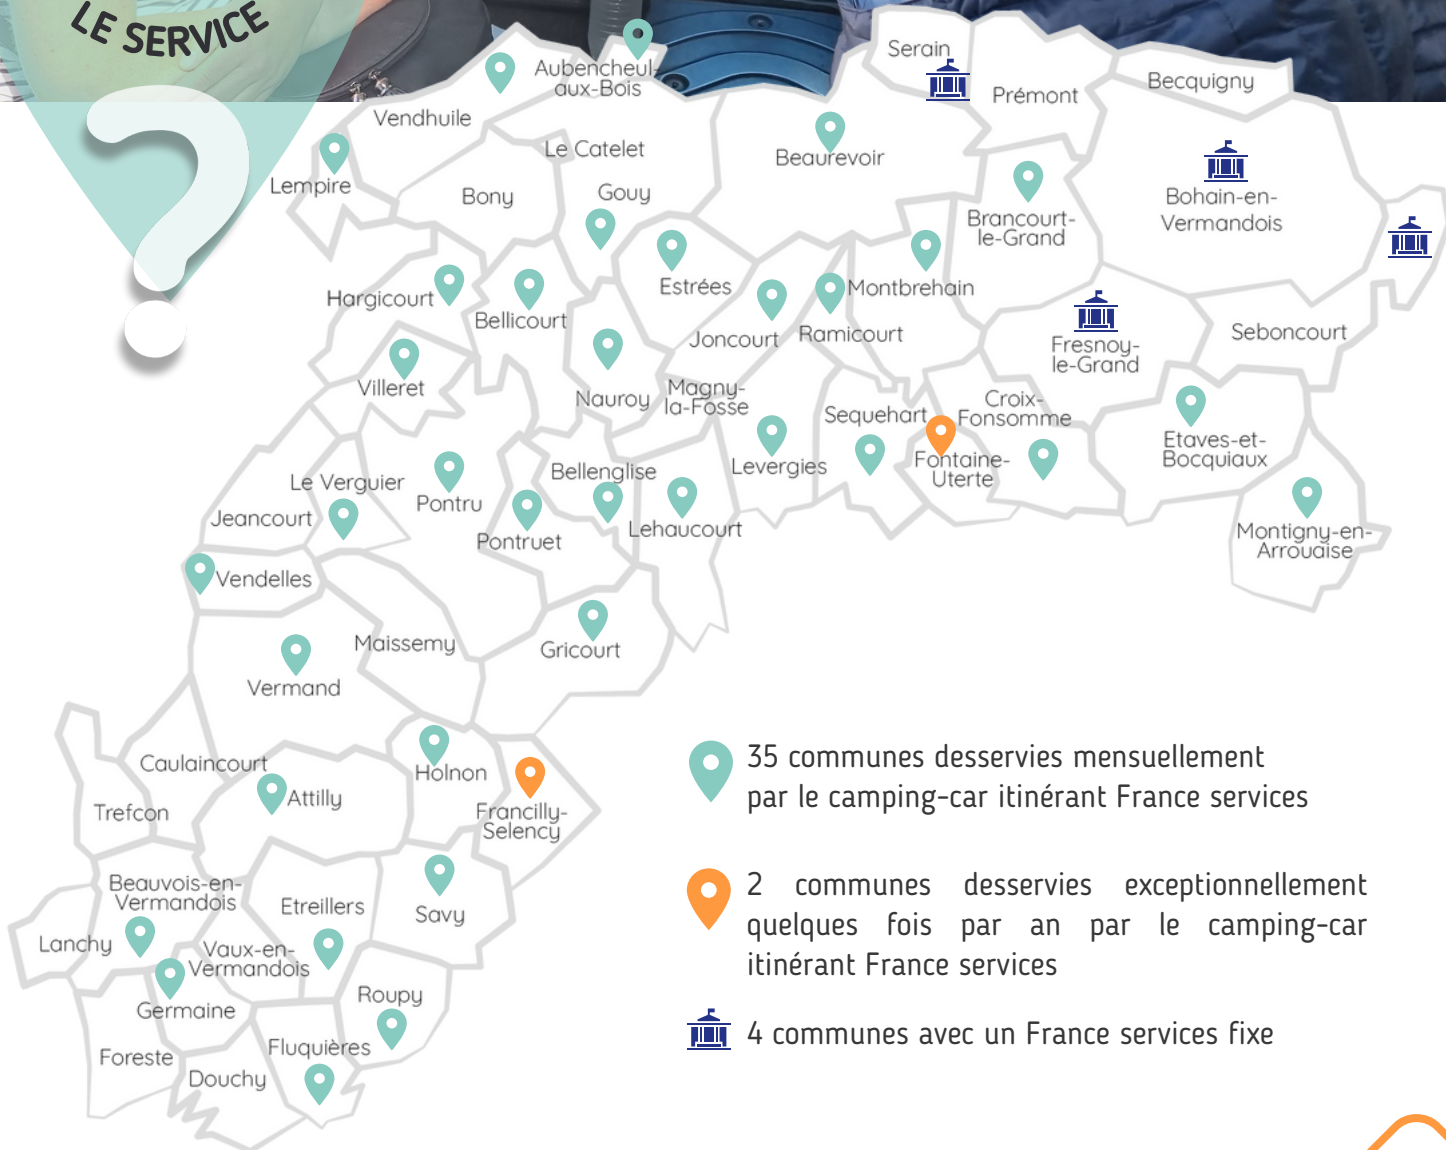 LE SERVICE
?
Serain
Aubencheul-
aux-Bois
Becquigny
Prémont
Vendhuile
Le Catelet
Beaurevoir
Lempire
Bony
Gouy
Bohain-en-
Vermandois
Brancourt-
le-Grand
Hargicourt
Estrées
Montbrehain
Bellicourt
Joncourt
Ramicourt
Seboncourt
Fresnoy-
le-Grand
Villeret
Nauroy
Magny-
la-Fosse
Sequehart
Croix-
Fonsomme
Etaves-et-
Bocquiaux
Le Verguier
Pontru
Bellenglise
Levergies
Fontaine-
Uterte
Jeancourt
Pontruet
Lehaucourt
Montigny-en-
Arrouaise
Vendelles
Maissemy
Gricourt
Vermand
Caulaincourt
Holnon
Trefcon
Attilly
Francilly-
Selency
Beauvois-en-
Vermandois
Etreillers
Savy
Lanchy
Vaux-en-
Vermandois
Germaine
Roupy
Foreste
Fluquières
Douchy
35 communes desservies mensuellement
par le camping-car itinérant France services
2 communes desservies exceptionnellement
quelques fois par an par le camping-car
itinérant France services
4 communes avec un France services fixe